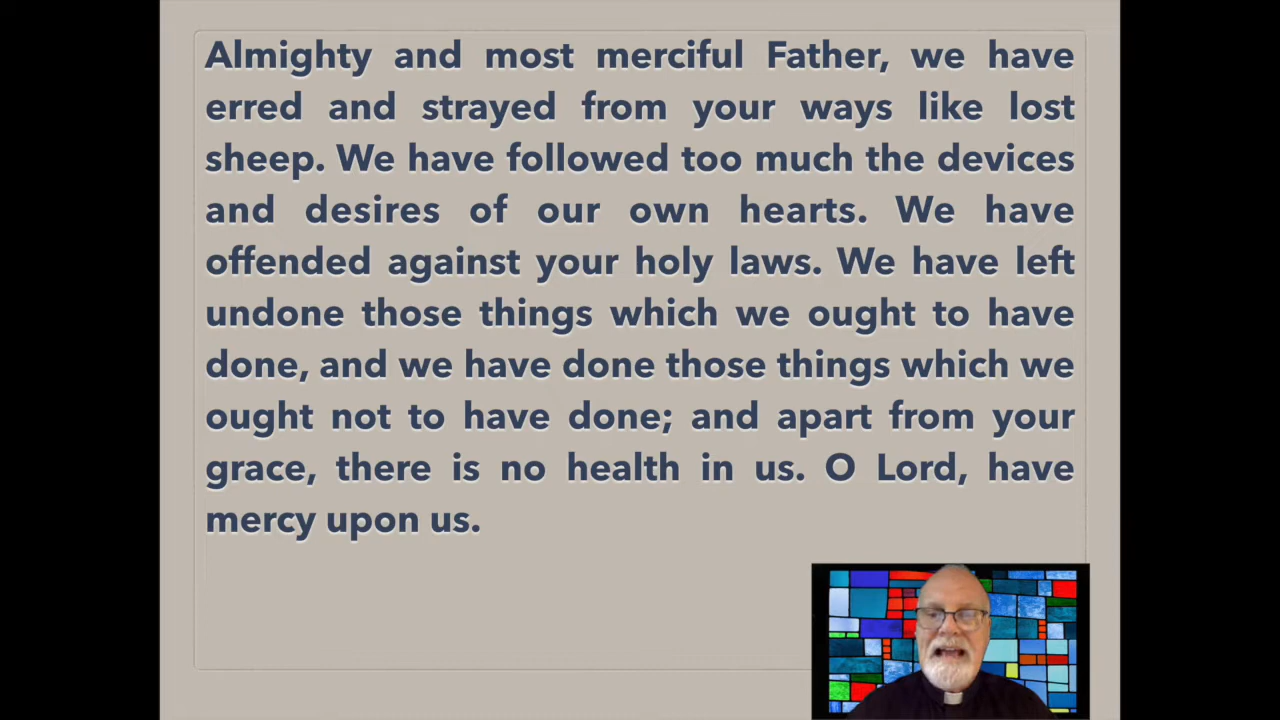 Almighty and most merciful Father, we have
erred and strayed from your ways like lost
sheep. We have followed too much the devices
and desires of our own hearts. We have
offended against your holy laws. We have left
undone those things which we ought to have
done, and we have done those things which we
ought not to have done; and apart from your
grace, there is no health in us. O Lord, have
mercy upon us.